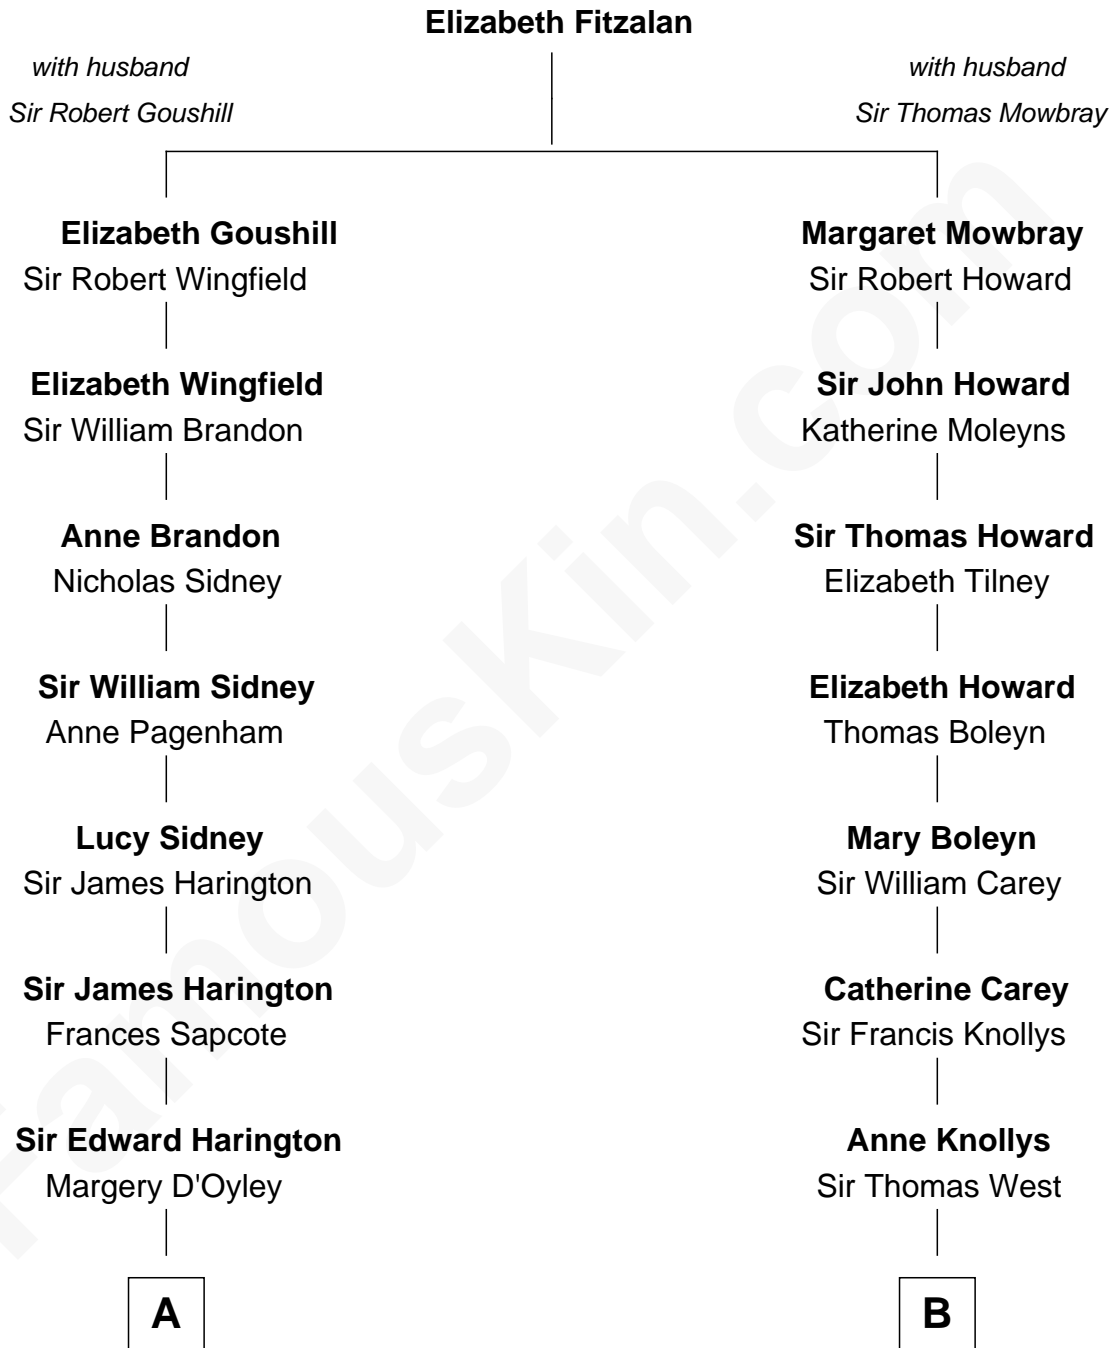 Elizabeth Fitzalan
with husband
Sir Robert Goushill
with husband
Sir Thomas Mowbray
Elizabeth Goushill
Sir Robert Wingfield
Margaret Mowbray
Sir Robert Howard
Elizabeth Wingfield
Sir William Brandon
Sir John Howard
Katherine Moleyns
Anne Brandon
Nicholas Sidney
Sir Thomas Howard
Elizabeth Tilney
Sir William Sidney
Anne Pagenham
Elizabeth Howard
Thomas Boleyn
Lucy Sidney
Sir James Harington
Mary Boleyn
Sir William Carey
Sir James Harington
Frances Sapcote
Catherine Carey
Sir Francis Knollys
Sir Edward Harington
Margery D'Oyley
Anne Knollys
Sir Thomas West
A
B
FamousKin.com